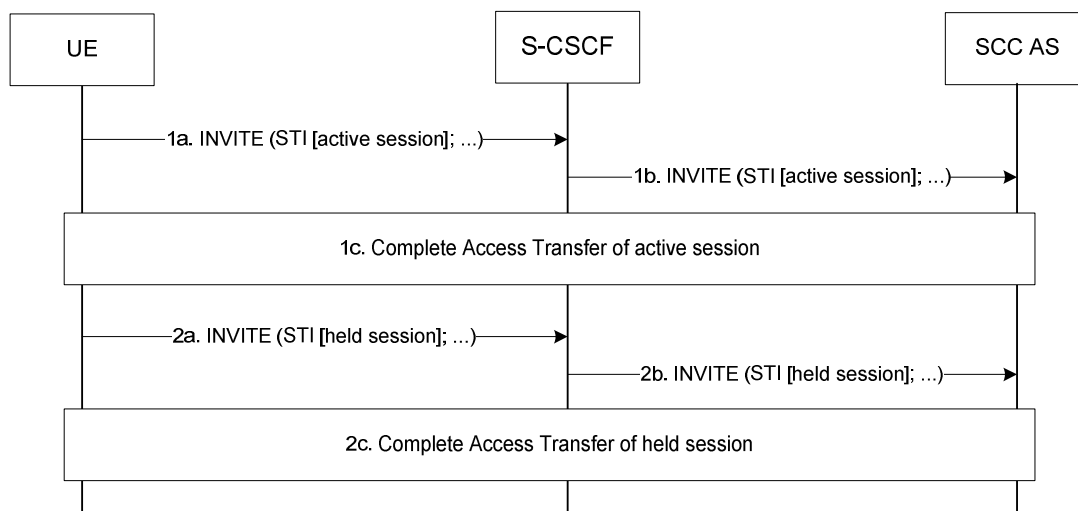 UE
S-CSCF
SCC AS
1a. INVITE (STI [active session]; ...)
1b. INVITE (STI [active session]; ...)
1c. Complete Access Transfer of active session
2a. INVITE (STI [held session]; ...)
2b. INVITE (STI [held session]; ...)
2c. Complete Access Transfer of held session